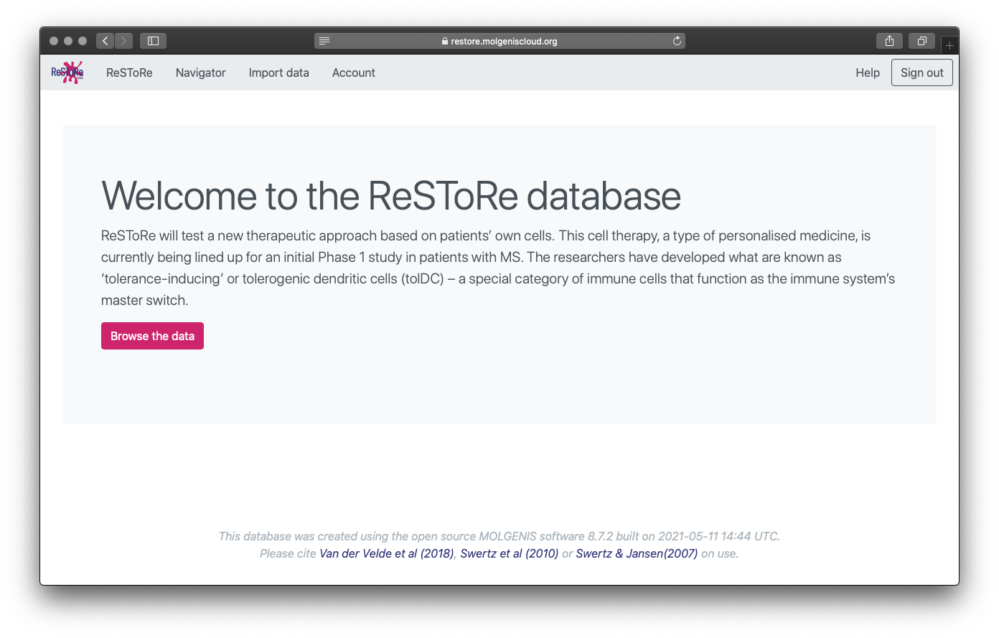 restore.molgeniscloud.org
ReSToRe
ReSToRe Navigator Import data Account Help Sign out
Welcome to the ReSToRe database
ReSToRe will test a new therapeutic approach based on patients’ own cells. This cell therapy, a type of personalised medicine, is
currently being lined up for an initial Phase 1 study in patients with MS. The researchers have developed what are known as
‘tolerance-inducing’ or tolerogenic dendritic cells (tolDC) – a special category of immune cells that function as the immune system’s
master switch.
Browse the data
This database was created using the open source MOLGENIS software 8.7.2 built on 2021-05-11 14:44 UTC.
Please cite Van der Velde et al (2018), Swertz et al (2010) or Swertz & Jansen(2007) on use.